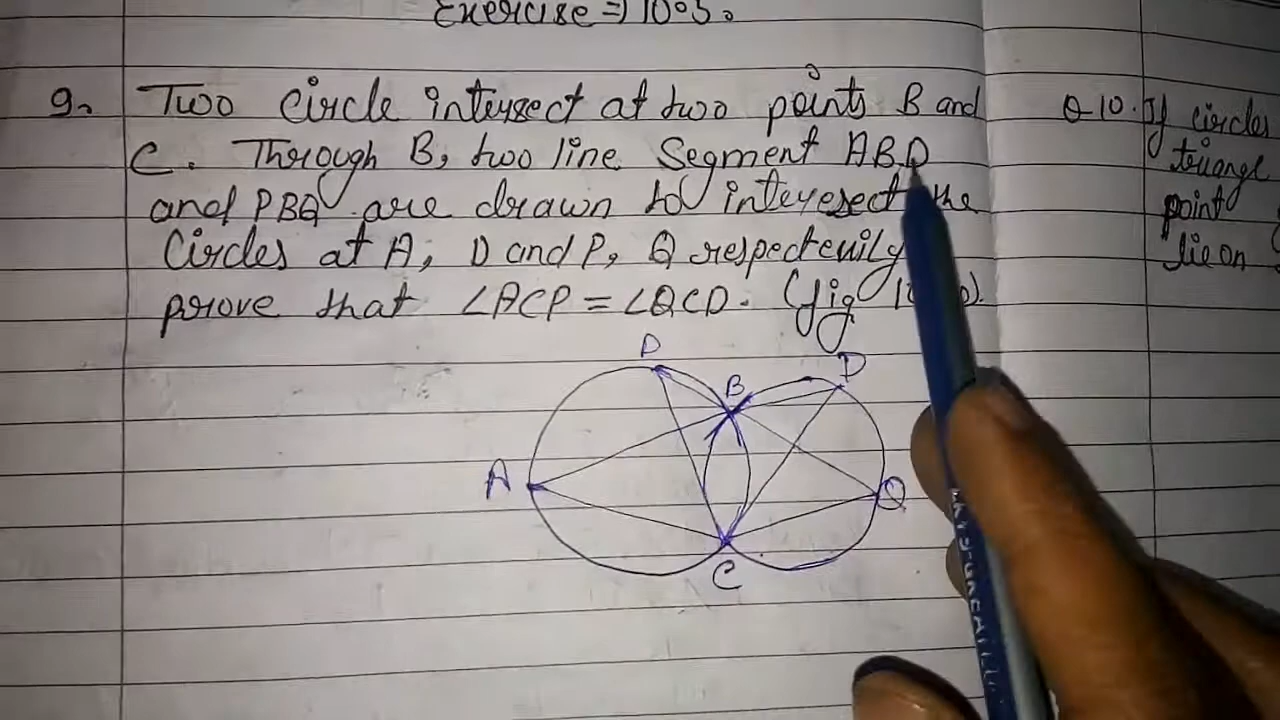 Exercise => 10.5.
9. Two circle intersect at two points B and
C. Through B, two line Segment ABD
and PBQ are drawn to intersect the
Circles at A, D and P, Q
prove that ∠ACP = ∠QCD. (fig
P
B
D
A
Q
C
Q 10. If circles
triangle
point
lie on